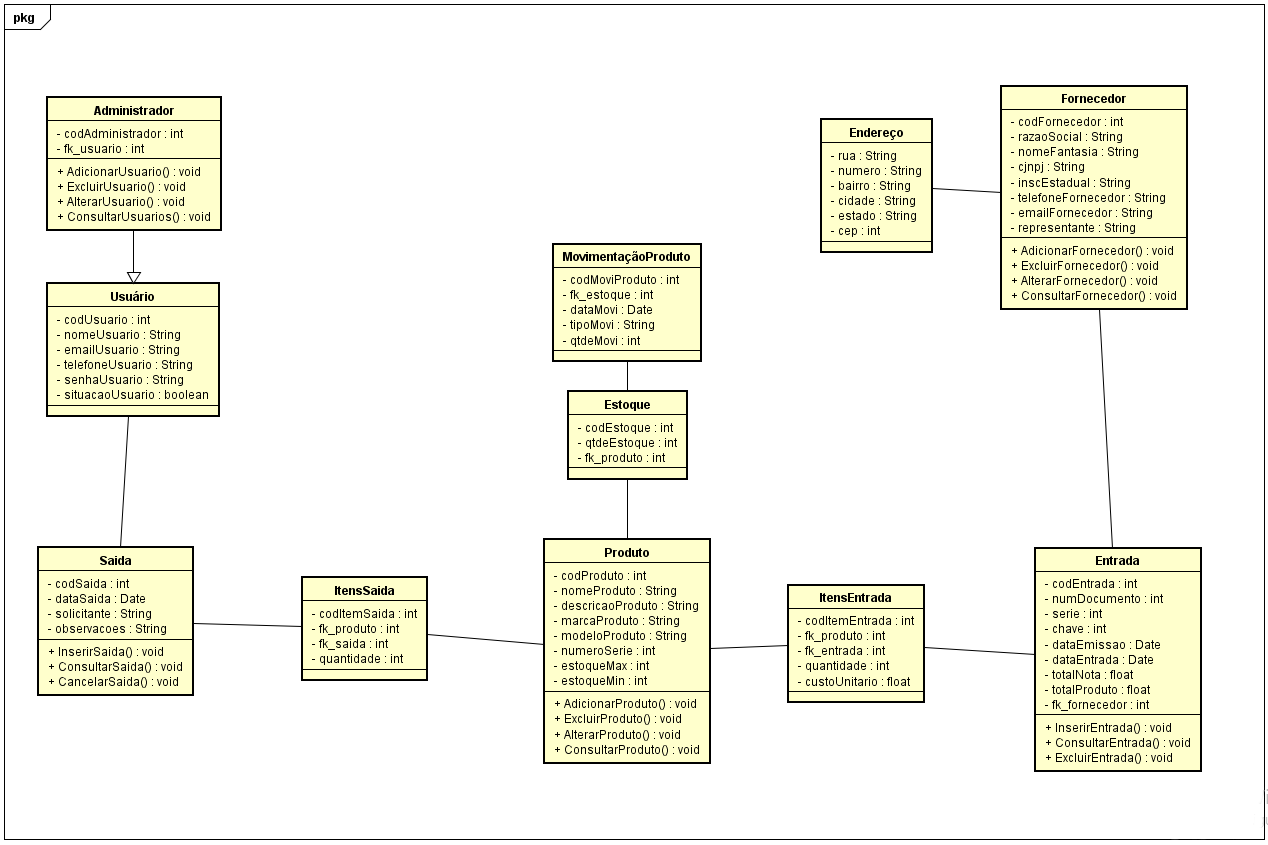 pkg
Administrador
- codAdministrador : int
- fk_usuario : int
+ AdicionarUsuario() : void
+ ExcluirUsuario() : void
+ AlterarUsuario() : void
+ ConsultarUsuarios() : void
Usuário
- codUsuario : int
- nomeUsuario : String
- emailUsuario : String
- telefoneUsuario : String
- senhaUsuario : String
- situacaoUsuario : boolean
Saida
- codSaida : int
- dataSaida : Date
- solicitante : String
- observacoes : String
+ InserirSaida() : void
+ ConsultarSaida() : void
+ CancelarSaida() : void
ItensSaida
- codItemSaida : int
- fk_produto : int
- fk_saida : int
- quantidade : int
MovimentaçãoProduto
- codMoviProduto : int
- fk_estoque : int
- dataMovi : Date
- tipoMovi : String
- qtdeMovi : int
Estoque
- codEstoque : int
- qtdeEstoque : int
- fk_produto : int
Produto
- codProduto : int
- nomeProduto : String
- descricaoProduto : String
- marcaProduto : String
- modeloProduto : String
- numeroSerie : int
- estoqueMax : int
- estoqueMin : int
+ AdicionarProduto() : void
+ ExcluirProduto() : void
+ AlterarProduto() : void
+ ConsultarProduto() : void
ItensEntrada
- codItemEntrada : int
- fk_produto : int
- fk_entrada : int
- quantidade : int
- custoUnitario : float
Endereço
- rua : String
- numero : String
- bairro : String
- cidade : String
- estado : String
- cep : int
Fornecedor
- codFornecedor : int
- razaoSocial : String
- nomeFantasia : String
- cjnpj : String
- inscEstadual : String
- telefoneFornecedor : String
- emailFornecedor : String
- representante : String
+ AdicionarFornecedor() : void
+ ExcluirFornecedor() : void
+ AlterarFornecedor() : void
+ ConsultarFornecedor() : void
Entrada
- codEntrada : int
- numDocumento : int
- serie : int
- chave : int
- dataEmissao : Date
- dataEntrada : Date
- totalNota : float
- totalProduto : float
- fk_fornecedor : int
+ InserirEntrada() : void
+ ConsultarEntrada() : void
+ ExcluirEntrada() : void